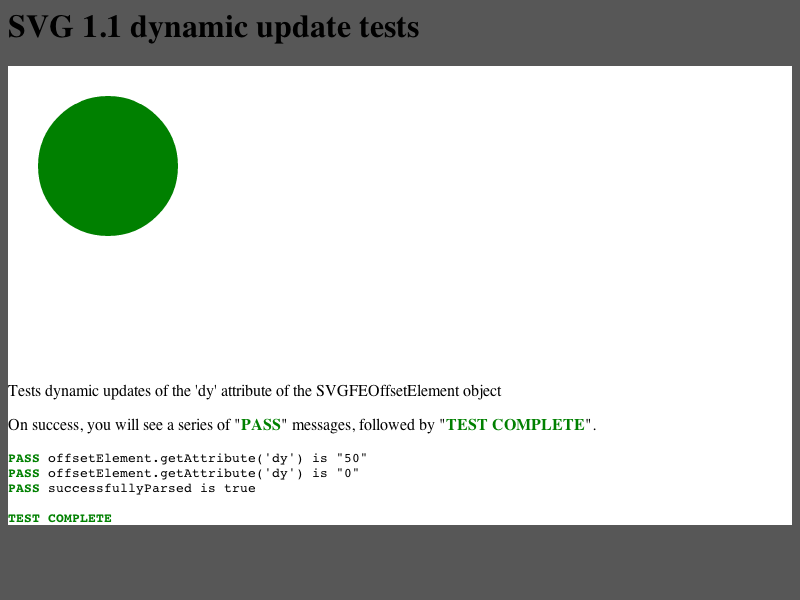 SVG 1.1 dynamic update tests
Tests dynamic updates of the 'dy' attribute of the SVGFEOffsetElement object
On success, you will see a series of "PASS" messages, followed by "TEST COMPLETE".
PASS offsetElement.getAttribute('dy') is "50"
PASS offsetElement.getAttribute('dy') is "0"
PASS successfullyParsed is true
TEST COMPLETE